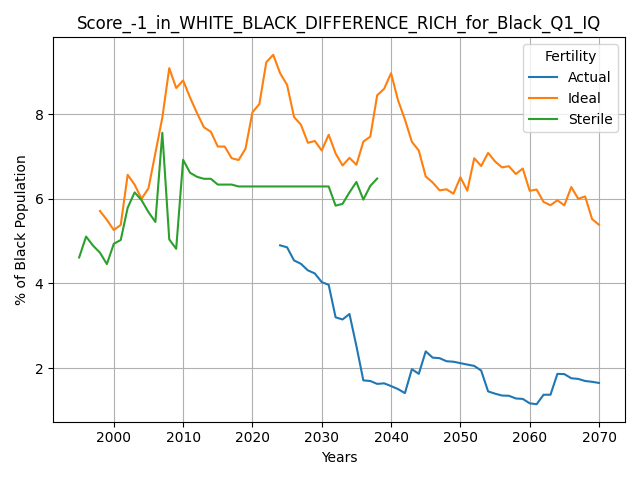 Score_-1_in_WHITE_BLACK_DIFFERENCE_RICH_for_Black_Q1_IQ
Fertility
Actual
Ideal
Sterile
% of Black Population
8
6
4
2
2000 2010 2020 2030 2040 2050 2060 2070
Years